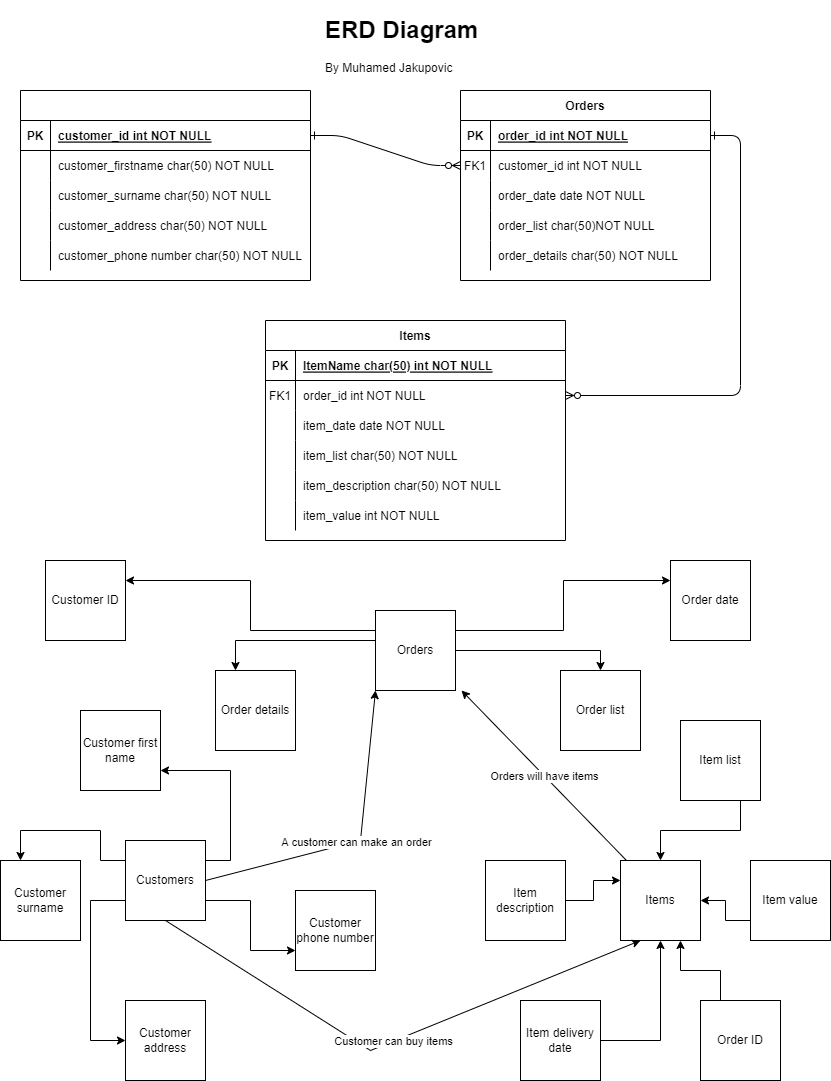 ERD Diagram
By Muhamed Jakupovic
PK customer_id int NOT NULL
customer_firstname char(50) NOT NULL
customer_surname char(50) NOT NULL
customer_address char(50) NOT NULL
customer_phone number char(50) NOT NULL
Orders
PK order_id int NOT NULL
FK1 customer_id int NOT NULL
order_date date NOT NULL
order_list char(50)NOT NULL
order_details char(50) NOT NULL
Items
PK ItemName char(50) int NOT NULL
FK1 order_id int NOT NULL
item_date date NOT NULL
item_list char(50) NOT NULL
item_description char(50) NOT NULL
item_value int NOT NULL
Customer ID
Orders
Order date
Order details
Order list
Customer first
name
Item list
Orders will have items
A customer can make an order
Customers
Customer
surname
Customer
phone number
Item
description
Items
Item value
Customer
address
Customer can buy items
Item delivery
date
Order ID